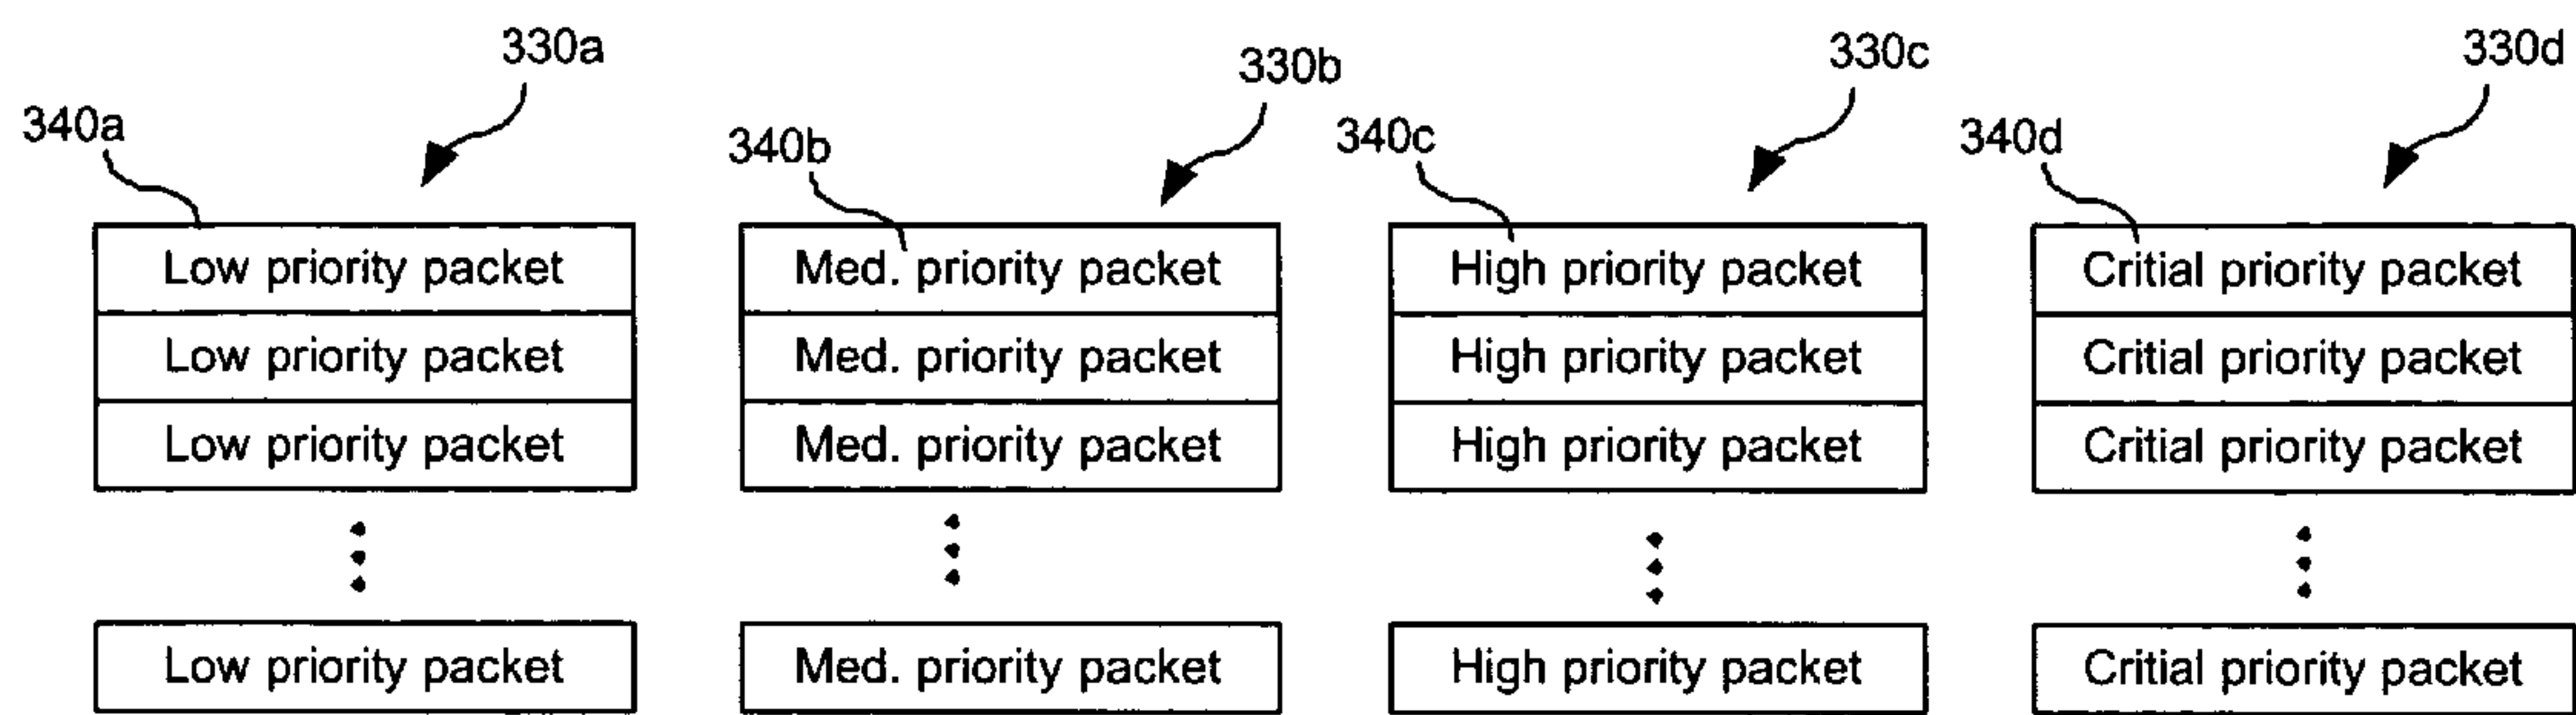 330a
330b
330c
330d
340a
340b
340c
340d
Low priority packet
Med. priority packet
High priority packet
Critial priority packet
Low priority packet
Med. priority packet
High priority packet
Critial priority packet
Low priority packet
Med. priority packet
High priority packet
Critial priority packet
Low priority packet
Med. priority packet
High priority packet
Critial priority packet